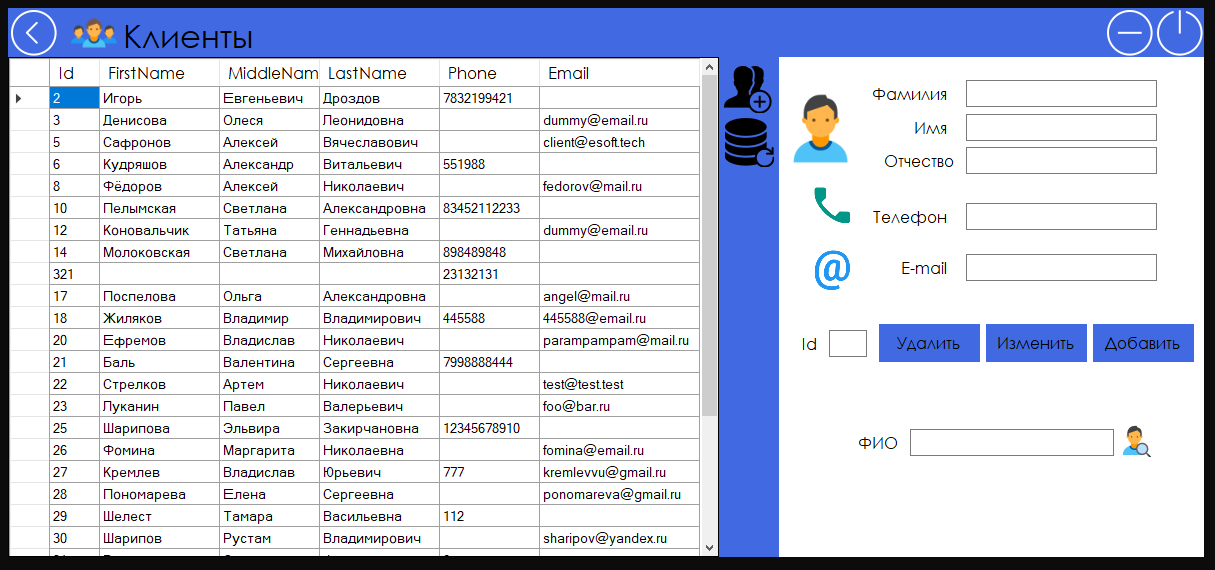 Клиенты
Id FirstName MiddleNam LastName Phone Email
2 Игорь Евгеньевич Дроздов 7832199421
3 Денисова Олеся Леонидовна dummy@email.ru
5 Сафронов Алексей Вячеславович client@esoft.tech
6 Кудряшов Александр Витальевич 551988
8 Фёдоров Алексей Николаевич fedorov@mail.ru
10 Пелымская Светлана Александровна 83452112233
12 Коновальчик Татьяна Геннадьевна dummy@email.ru
14 Молоковская Светлана Михайловна 898489848
321 23132131
17 Поспелова Ольга Александровна angel@mail.ru
18 Жиляков Владимир Владимирович 445588 445588@email.ru
20 Ефремов Владислав Николаевич parampampam@mail.ru
21 Баль Валентина Сергеевна 7998888444
22 Стрелков Артем Николаевич test@test.test
23 Луканин Павел Валерьевич foo@bar.ru
25 Шарипова Эльвира Закирчановна 12345678910
26 Фомина Маргарита Николаевна fomina@email.ru
27 Кремлев Владислав Юрьевич 777 kremlevvu@gmail.ru
28 Пономарева Елена Сергеевна ponomareva@gmail.ru
29 Шелест Тамара Васильевна 112
30 Шарипов Рустам Владимирович sharipov@yandex.ru
Фамилия
Имя
Отчество
Телефон
@ E-mail
Id Удалить Изменить Добавить
ФИО